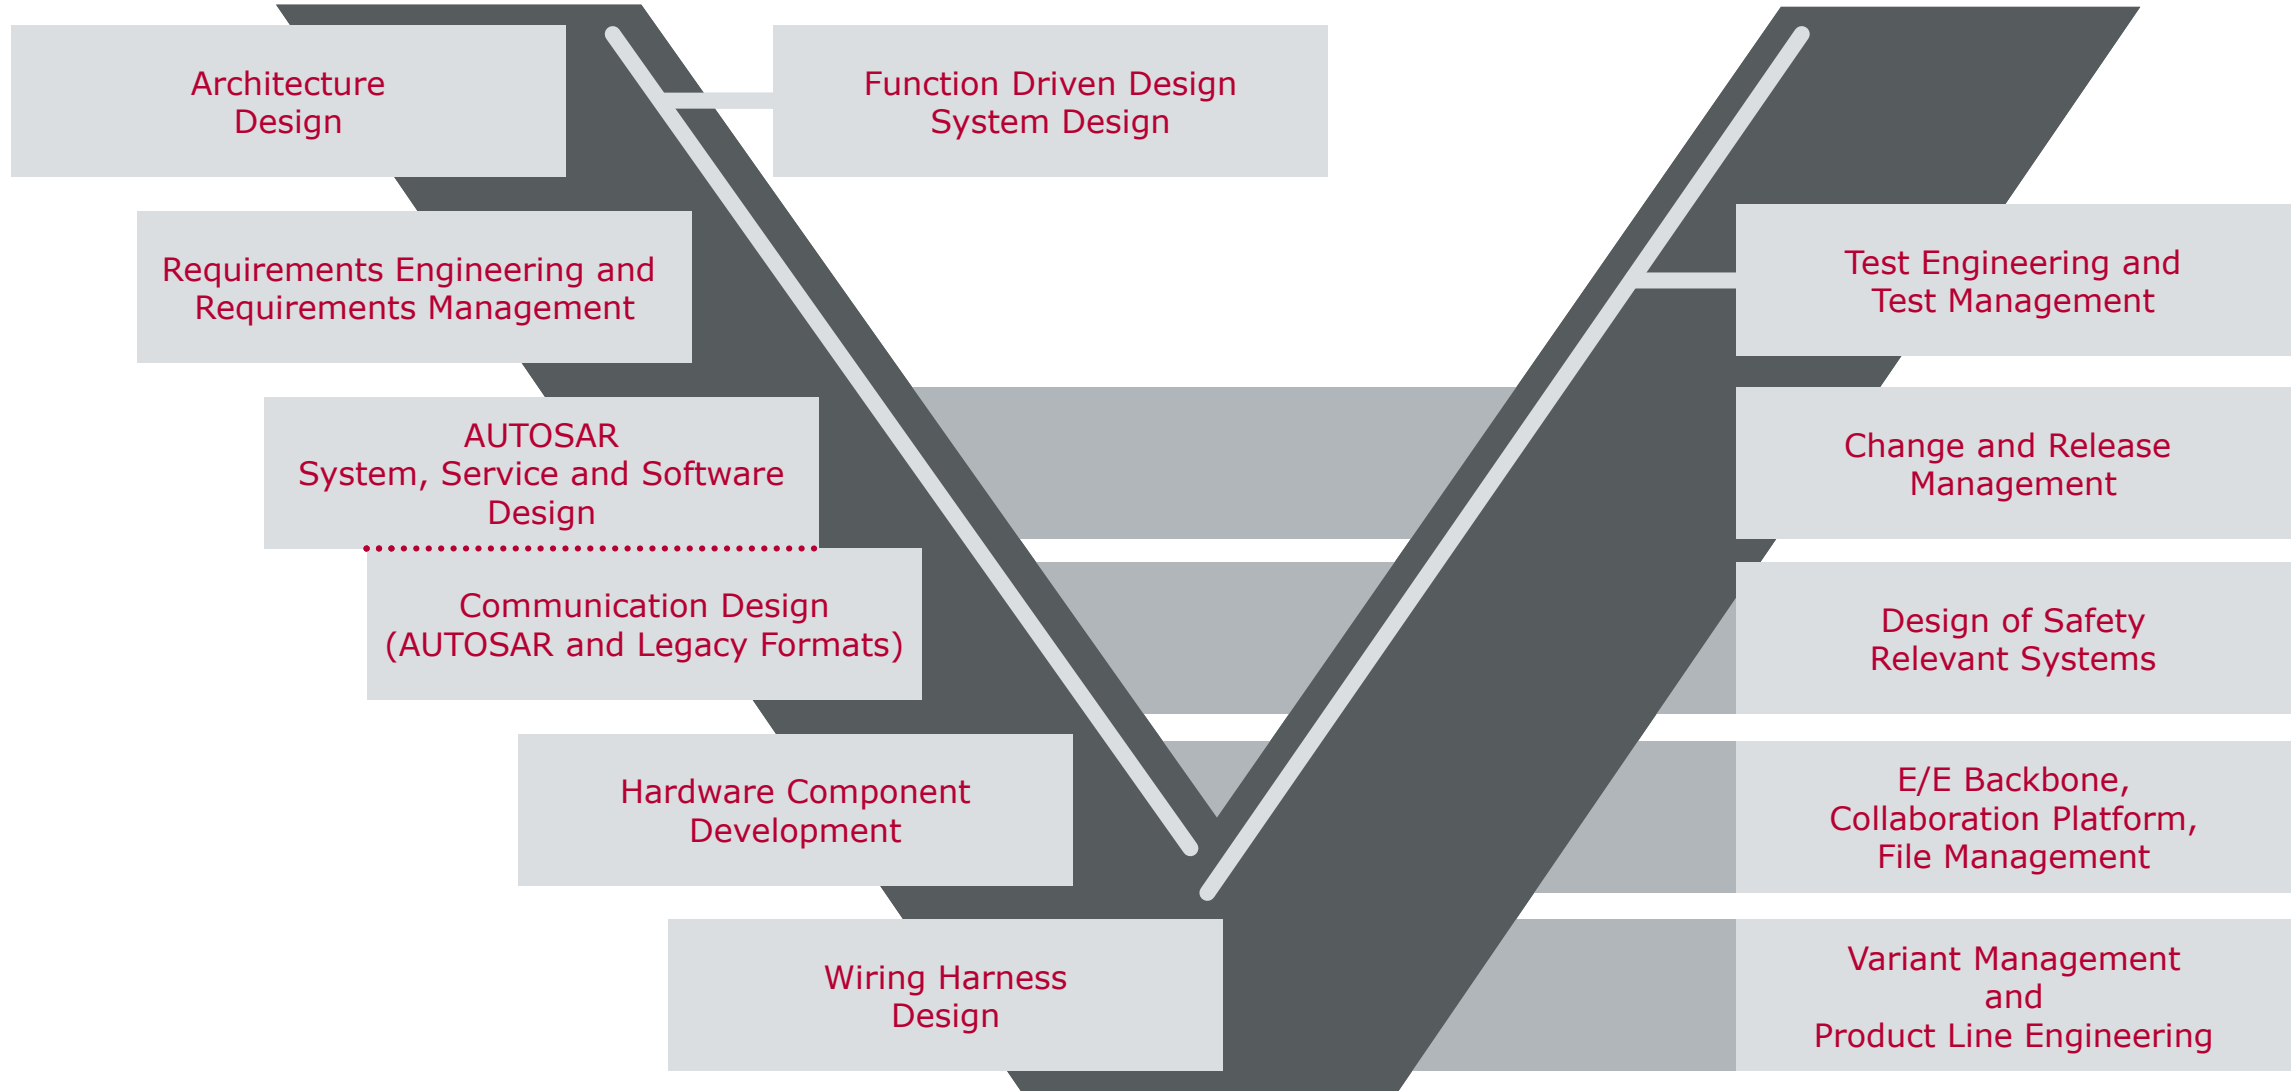 Architecture
Design
Function Driven Design
System Design
Requirements Engineering and
Requirements Management
Test Engineering and
Test Management
AUTOSAR
System, Service and Software
Design
Change and Release
Management
Communication Design
(AUTOSAR and Legacy Formats)
Design of Safety
Relevant Systems
Hardware Component
Development
E/E Backbone,
Collaboration Platform,
File Management
Wiring Harness
Design
Variant Management
and
Product Line Engineering